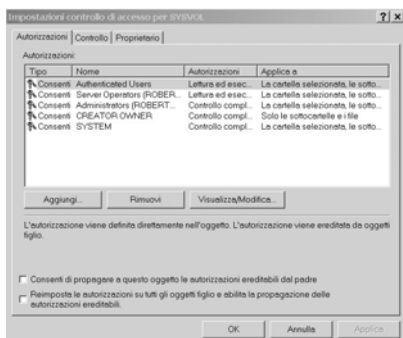 Impostazioni controllo di accesso per SYSVOL
Autorizzazioni Controllo Proprietario
Autorizzazioni:
Tipo Nome Autorizzazioni Applica a
Consenti Authenticated Users Lettura ed esec... La cartella selezionata, le sotto...
Consenti Server Operators (ROBER... Lettura ed esec... La cartella selezionata, le sotto...
Consenti Administrators (ROBERT... Controllo compl... La cartella selezionata, le sotto...
Consenti CREATOR OWNER Controllo compl... Solo le sottocartelle e i file
Consenti SYSTEM Controllo compl... La cartella selezionata, le sotto...
Aggiungi... Rimuovi Visualizza/Modifica...
L'autorizzazione viene definita direttamente nell'oggetto. L'autorizzazione viene ereditata da oggetti
figlio.
Consenti di propagare a questo oggetto le autorizzazioni ereditabili dal padre
Reimposta le autorizzazioni su tutti gli oggetti figlio e abilita la propagazione delle
autorizzazioni ereditabili.
OK Annulla Applica